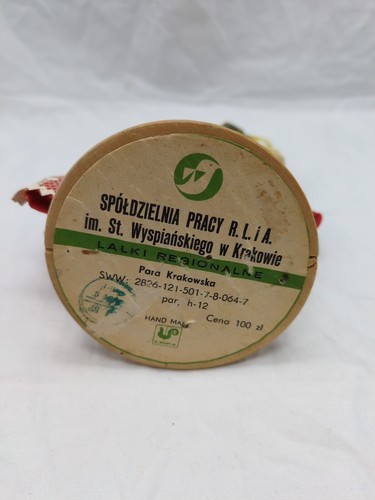 SPÓŁDZIELNIA PRACY R.L. i A.
im. St. Wyspiańskiego w Krakowie
LALKI REGIONALNE
Para Krakowska
SWW: 2826-121-501-7-8-064-7
par, h-12
HAND MADE Cena 100 zł